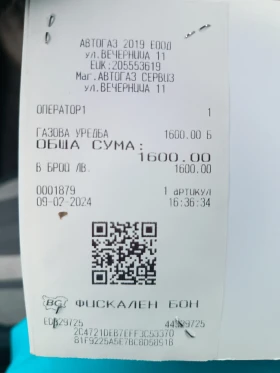 АВТОГАЗ 2019 ЕООД
ул.ВЕЧЕРНИЦА 11
ЕИК:205553619
Маг.АВТОГАЗ СЕРВИЗ
ул.ВЕЧЕРНИЦА 11
ОПЕРАТОР1 1
ГАЗОВА УРЕДБА 1600.00 Б
ОБЩА СУМА: 1600.00
В БРОЙ ЛВ. 1600.00
0001879 1 артикул
09-02-2024 16:36:34
BG ФИСКАЛЕН БОН